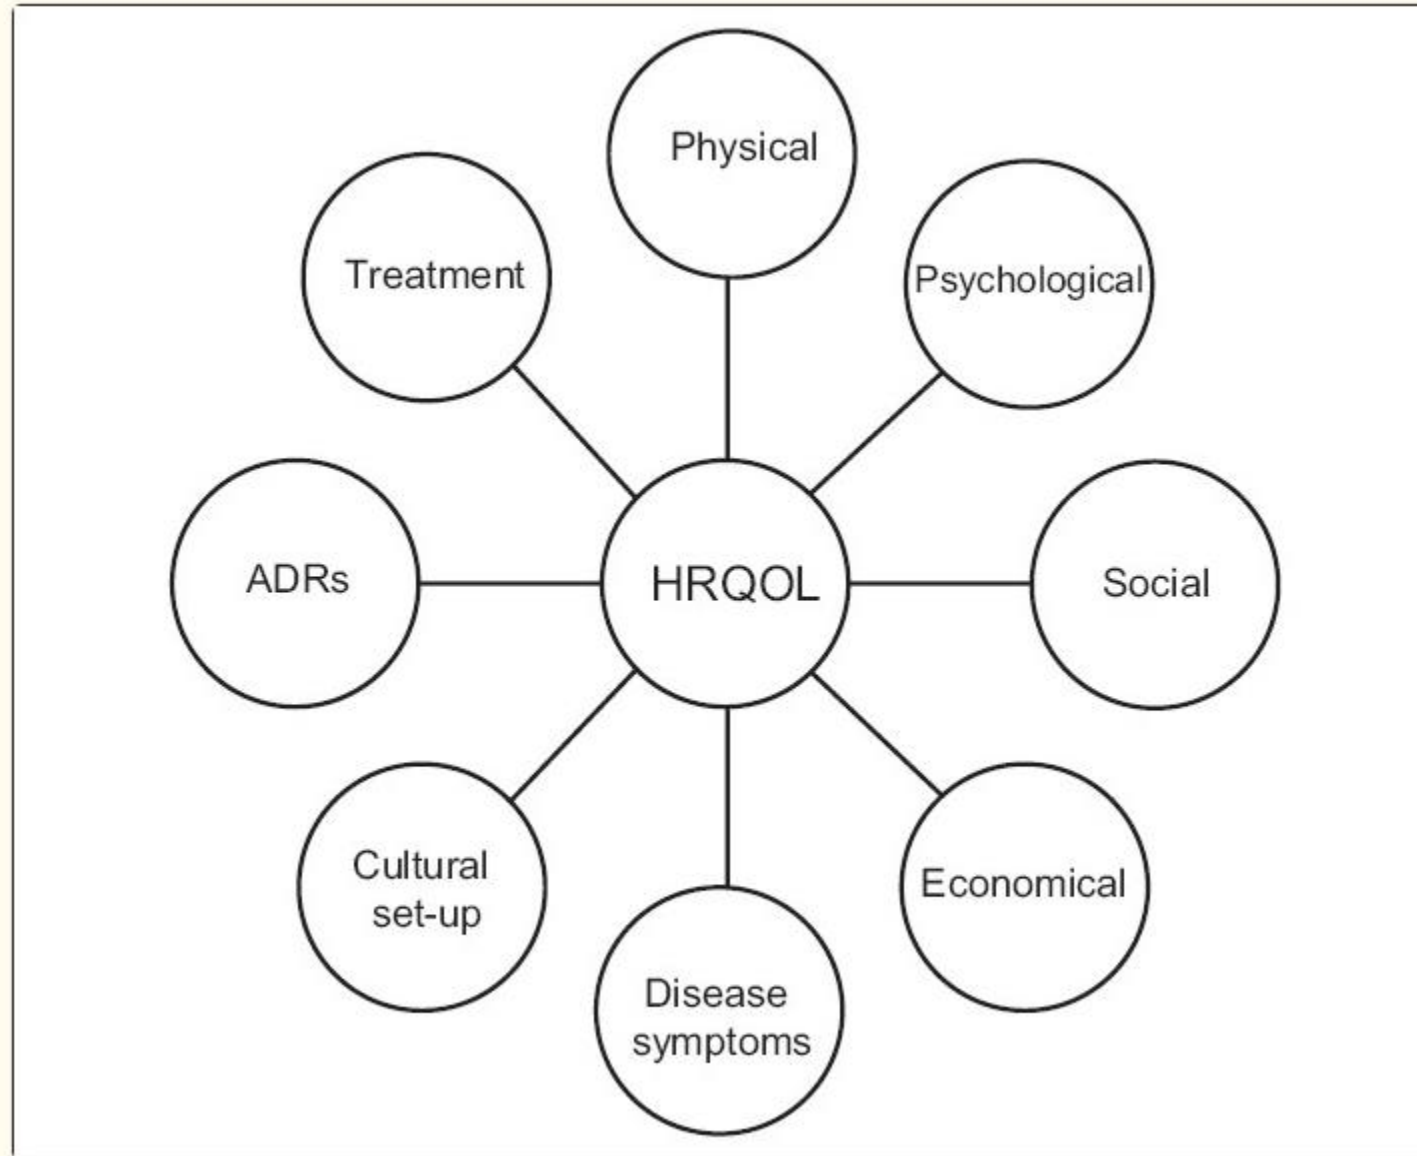 Physical
Treatment
Psychological
ADRs
HRQOL
Social
Cultural
set-up
Economical
Disease
symptoms